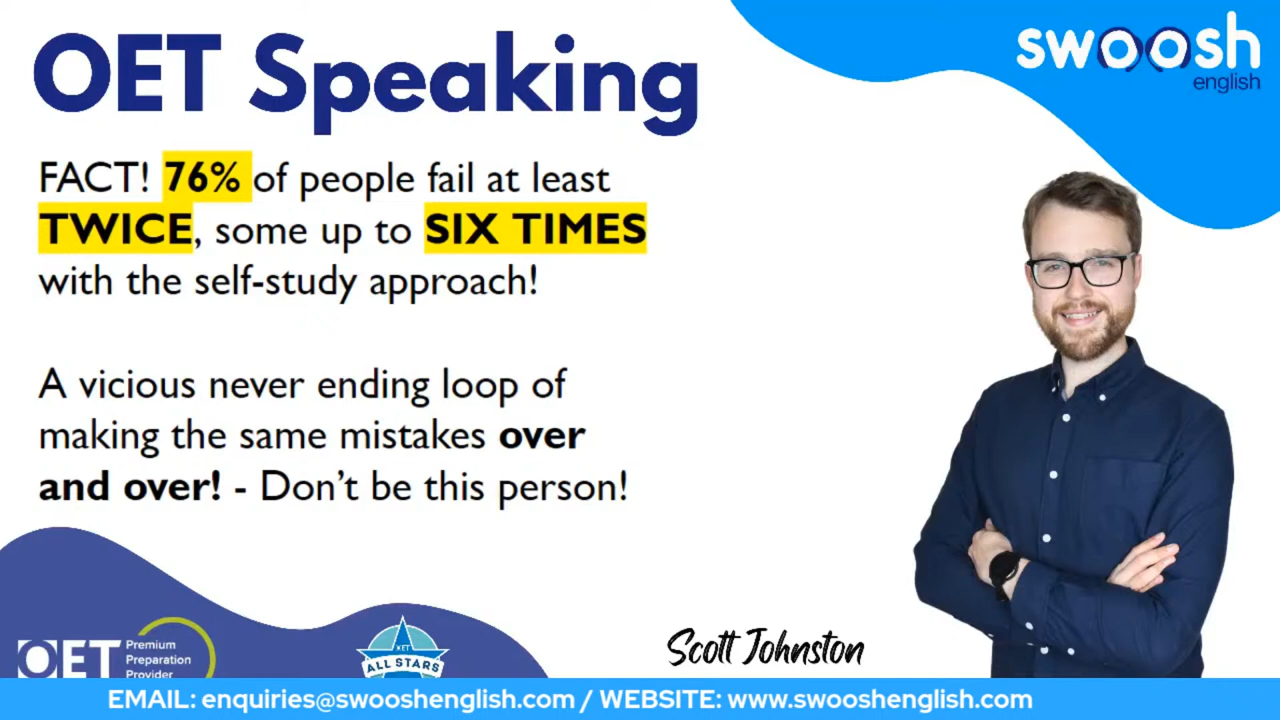 OET Speaking
swoosh
english
FACT! 76% of people fail at least
TWICE, some up to SIX TIMES
with the self-study approach!
A vicious never ending loop of
making the same mistakes over
and over! - Don't be this person!
OET
Premium
Preparation
Provider
ALL STARS
Scott Johnston
EMAIL: enquiries@swooshenglish.com / WEBSITE: www.swooshenglish.com